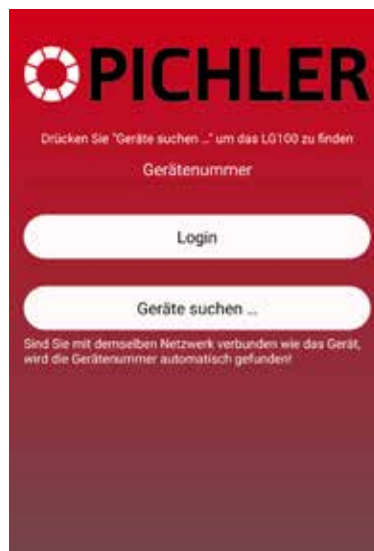 PICHLER
Drücken Sie "Geräte suchen ..." um das LG100 zu finden
Gerätenummer
Login
Geräte suchen ...
Sind Sie mit demselben Netzwerk verbunden wie das Gerät,
wird die Gerätenummer automatisch gefunden!